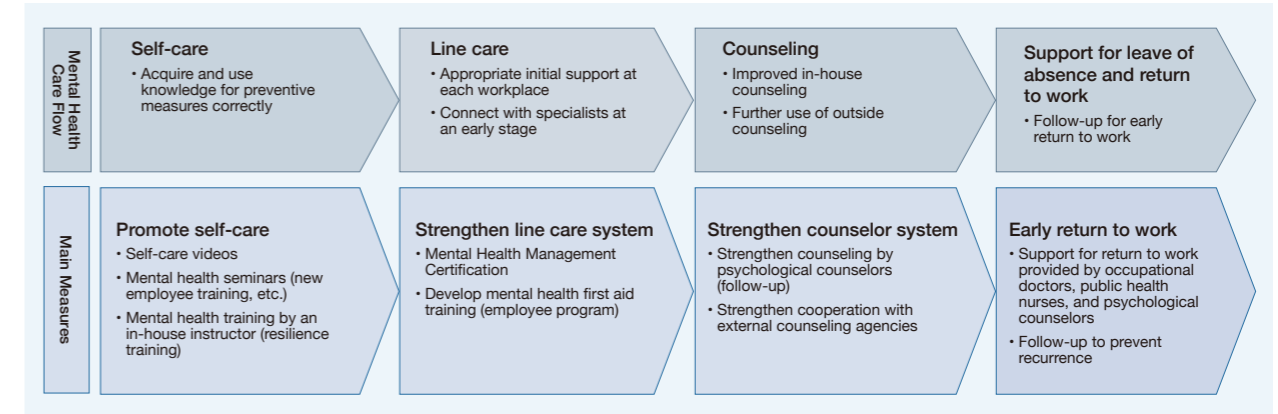 Mental Health
Care Flow
Self-care
・Acquire and use
knowledge for preventive
measures correctly
Line care
・Appropriate initial support at
each workplace
・Connect with specialists at
an early stage
Counseling
・Improved in-house
counseling
・Further use of outside
counseling
Support for leave of
absence and return
to work
・Follow-up for early
return to work
Main Measures
Promote self-care
・Self-care videos
・Mental health seminars (new
employee training, etc.)
・Mental health training by an
in-house instructor (resilience
training)
Strengthen line care system
・Mental Health Management
Certification
・Develop mental health first aid
training (employee program)
Strengthen counselor system
・Strengthen counseling by
psychological counselors
(follow-up)
・Strengthen cooperation with
external counseling agencies
Early return to work
・Support for return to work
provided by occupational
doctors, public health
nurses, and psychological
counselors
・Follow-up to prevent
recurrence